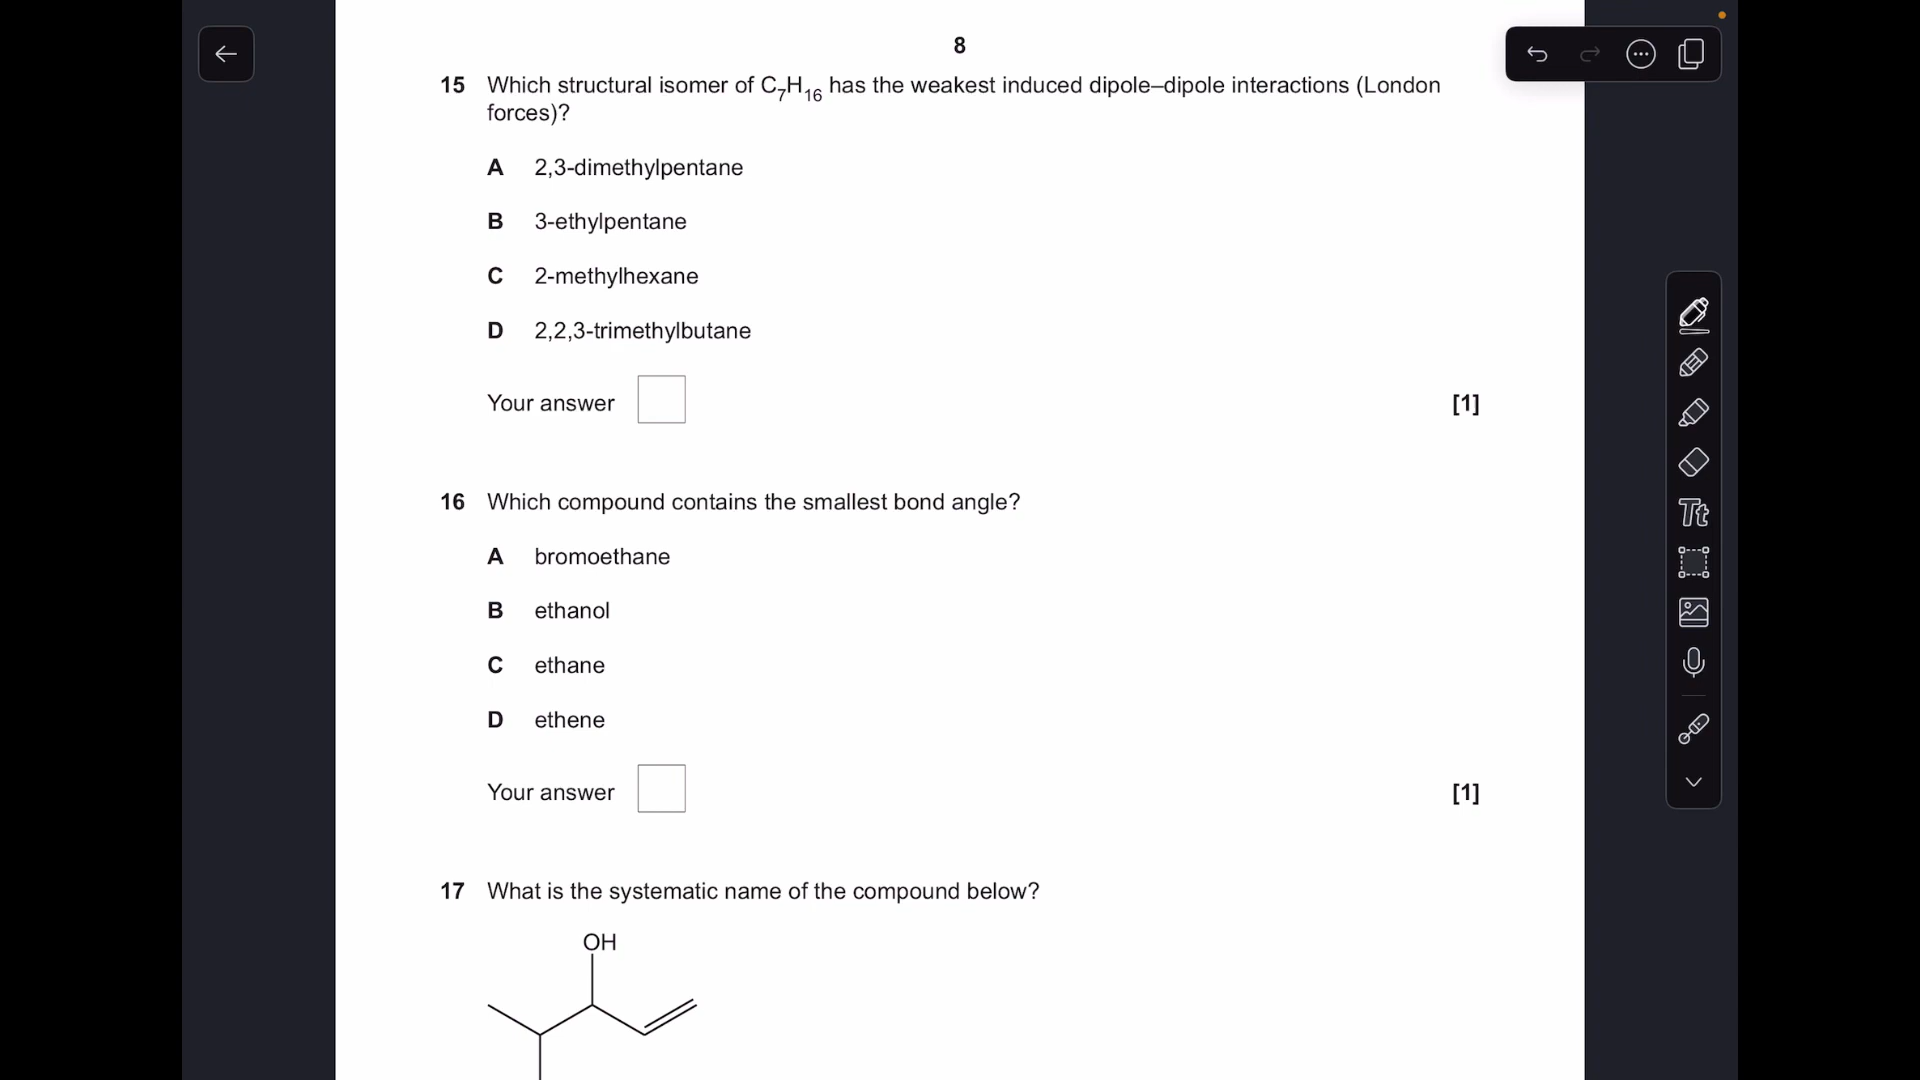 8
15 Which structural isomer of C₇H₁₆ has the weakest induced dipole–dipole interactions (London
forces)?
A 2,3-dimethylpentane
B 3-ethylpentane
C 2-methylhexane
D 2,2,3-trimethylbutane
Your answer [1]
16 Which compound contains the smallest bond angle?
A bromoethane
B ethanol
C ethane
D ethene
Your answer [1]
17 What is the systematic name of the compound below?
OH
Tt